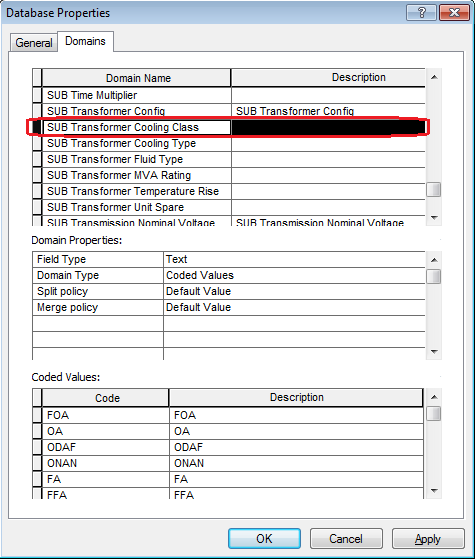 Database Properties
General Domains
Domain Name Description
SUB Time Multiplier
SUB Transformer Config SUB Transformer Config
SUB Transformer Cooling Class
SUB Transformer Cooling Type
SUB Transformer Fluid Type
SUB Transformer MVA Rating
SUB Transformer Temperature Rise
SUB Transformer Unit Spare
SUB Transmission Nominal Voltage SUB Transmission Nominal Voltage
Domain Properties:
Field Type Text
Domain Type Coded Values
Split policy Default Value
Merge policy Default Value
Coded Values:
Code Description
FOA FOA
OA OA
ODAF ODAF
ONAN ONAN
FA FA
FFA FFA
OK Cancel Apply